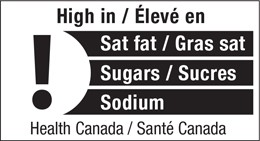 High in / Élevé en
!
Sat fat / Gras sat
Sugars / Sucres
Sodium
Health Canada / Santé Canada